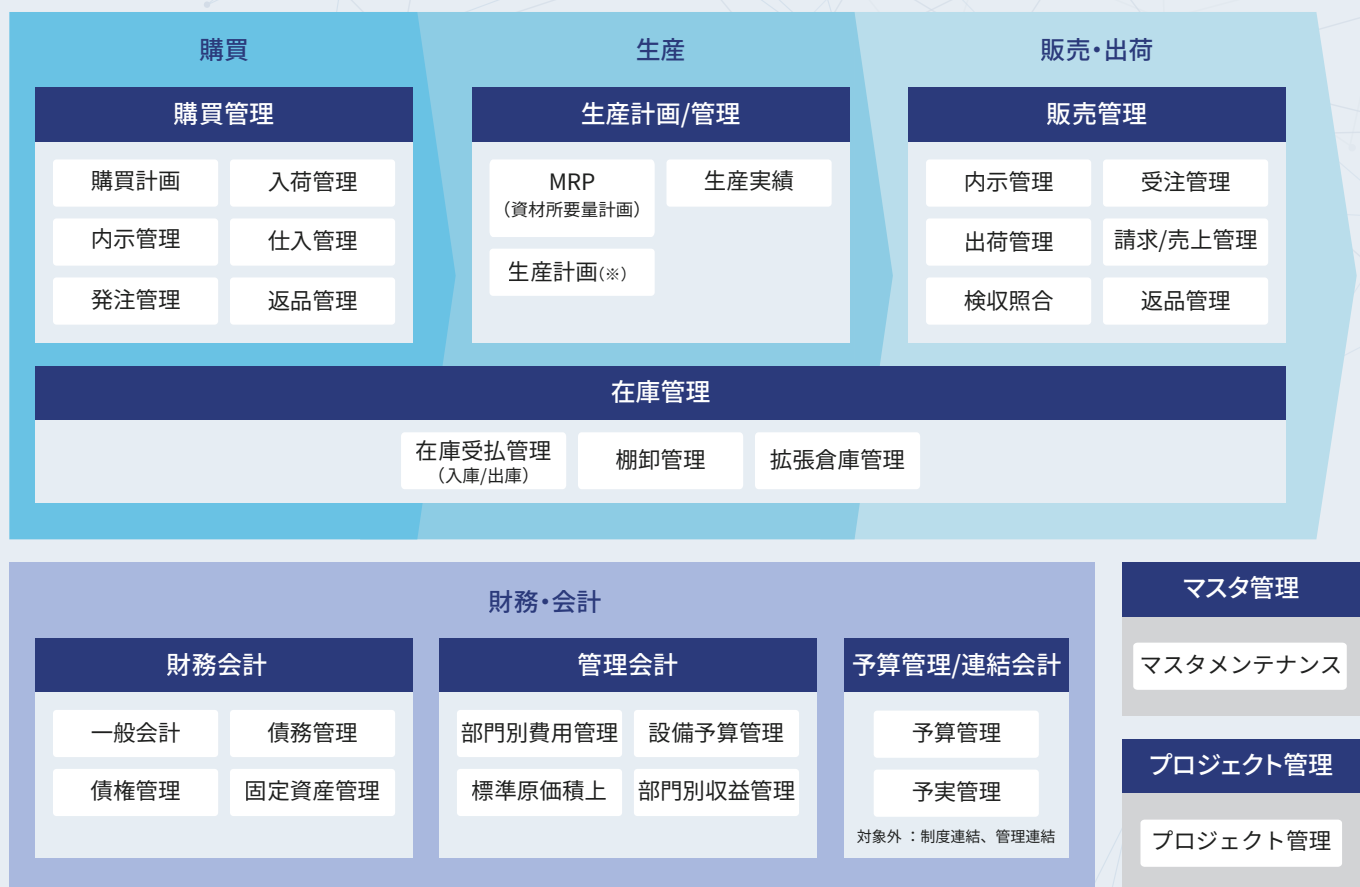 購買
購買管理
購買計画
入荷管理
内示管理
仕入管理
発注管理
返品管理
生産
生産計画/管理
MRP
（資材所要量計画）
生産実績
生産計画(※)
販売・出荷
販売管理
内示管理
受注管理
出荷管理
請求/売上管理
検収照合
返品管理
在庫管理
在庫受払管理
（入庫/出庫）
棚卸管理
拡張倉庫管理
財務・会計
財務会計
一般会計
債務管理
債権管理
固定資産管理
管理会計
部門別費用管理
設備予算管理
標準原価積上
部門別収益管理
予算管理/連結会計
予算管理
予実管理
対象外 ：制度連結、管理連結
マスタ管理
マスタメンテナンス
プロジェクト管理
プロジェクト管理